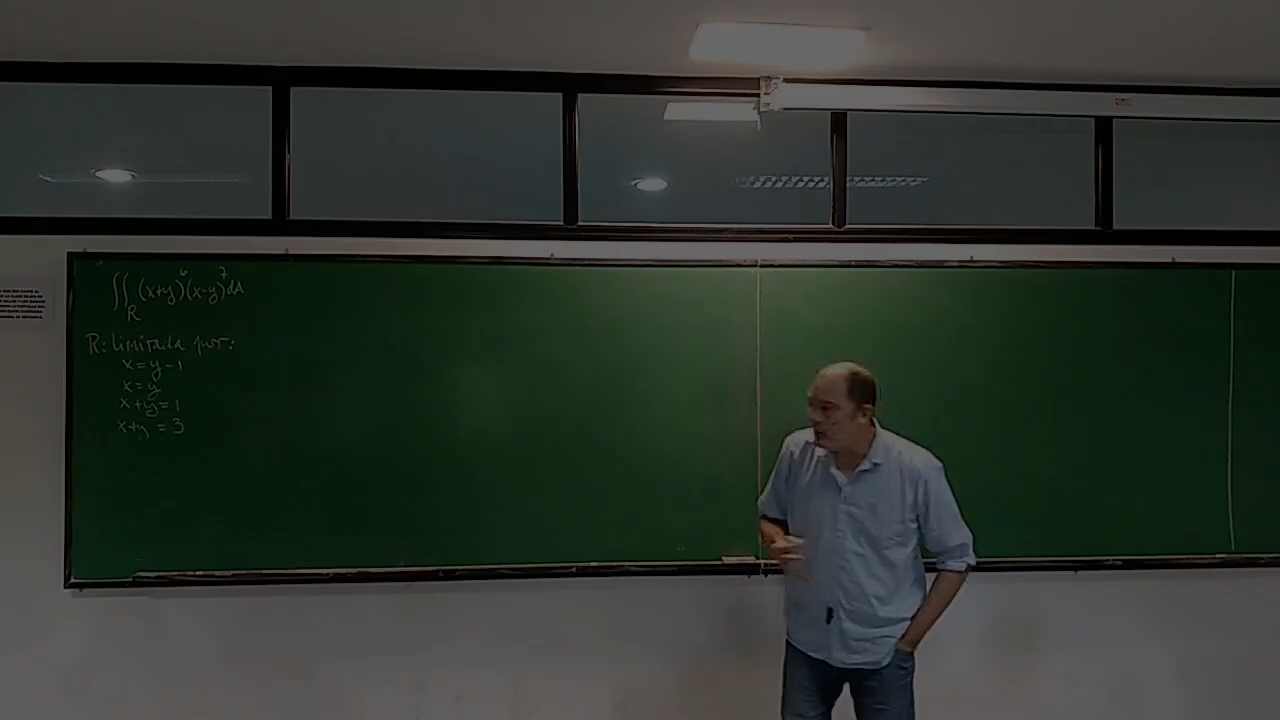 ∬_R (x+y)^6 (x-y)^7 dA
R: limitada por:
x = y - 1
x = y
x + y = 1
x + y = 3